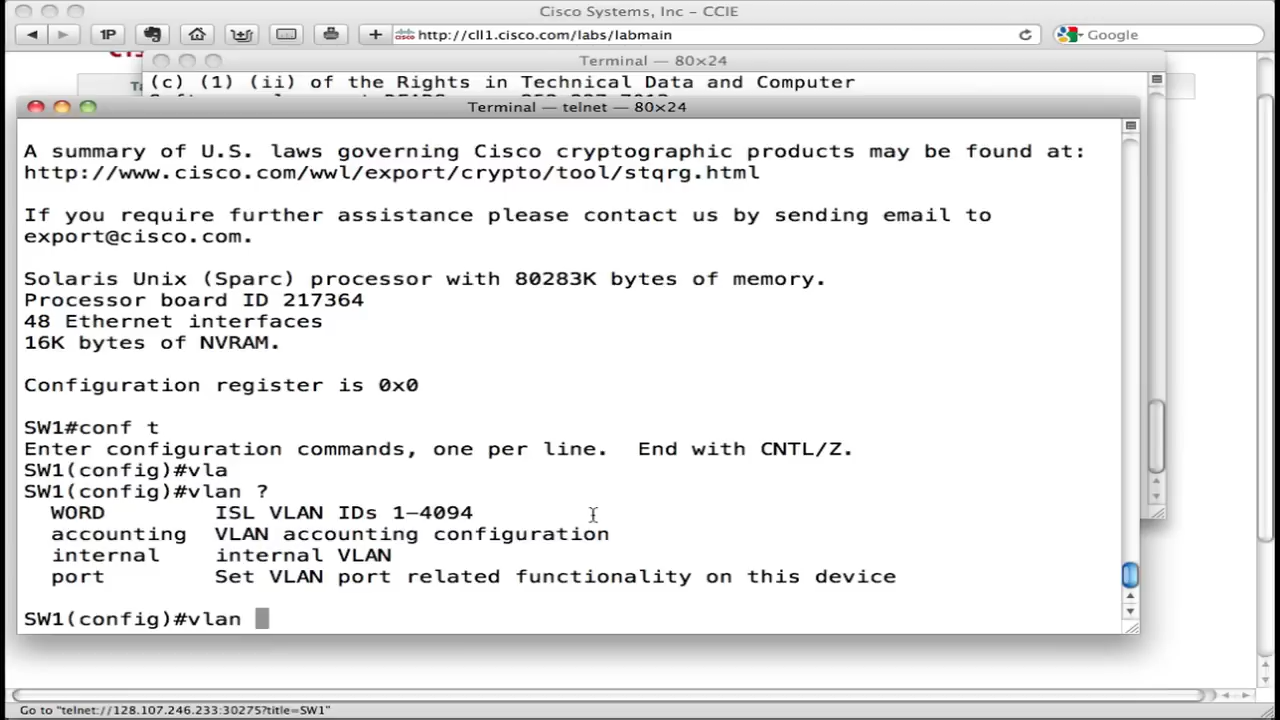 Cisco Systems, Inc – CCIE
1P
http://cll1.cisco.com/labs/labmain
Google
Terminal — 80×24
(c) (1) (ii) of the Rights in Technical Data and Computer
Terminal — telnet — 80×24
A summary of U.S. laws governing Cisco cryptographic products may be found at:
http://www.cisco.com/wwl/export/crypto/tool/stqrg.html
If you require further assistance please contact us by sending email to
export@cisco.com.
Solaris Unix (Sparc) processor with 80283K bytes of memory.
Processor board ID 217364
48 Ethernet interfaces
16K bytes of NVRAM.
Configuration register is 0x0
SW1#conf t
Enter configuration commands, one per line.  End with CNTL/Z.
SW1(config)#vla
SW1(config)#vlan ?
WORD        ISL VLAN IDs 1-4094
accounting  VLAN accounting configuration
internal    internal VLAN
port        Set VLAN port related functionality on this device
SW1(config)#vlan
Go to "telnet://128.107.246.233:30275?title=SW1"